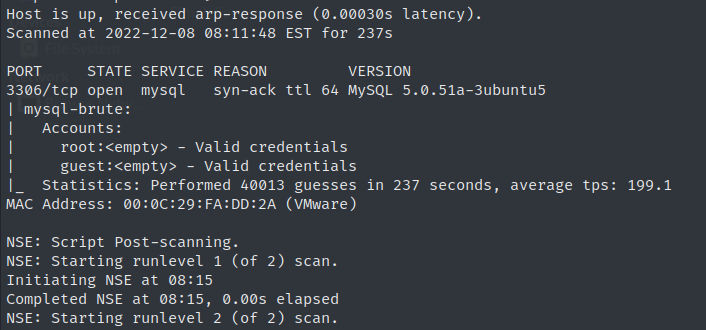 Host is up, received arp-response (0.00030s latency).
Scanned at 2022-12-08 08:11:48 EST for 237s
File System
PORT     STATE SERVICE REASON         VERSION
3306/tcp open  mysql   syn-ack ttl 64 MySQL 5.0.51a-3ubuntu5
| mysql-brute:
|   Accounts:
|     root:<empty> - Valid credentials
|     guest:<empty> - Valid credentials
|_  Statistics: Performed 40013 guesses in 237 seconds, average tps: 199.1
MAC Address: 00:0C:29:FA:DD:2A (VMware)
NSE: Script Post-scanning.
NSE: Starting runlevel 1 (of 2) scan.
Initiating NSE at 08:15
Completed NSE at 08:15, 0.00s elapsed
NSE: Starting runlevel 2 (of 2) scan.